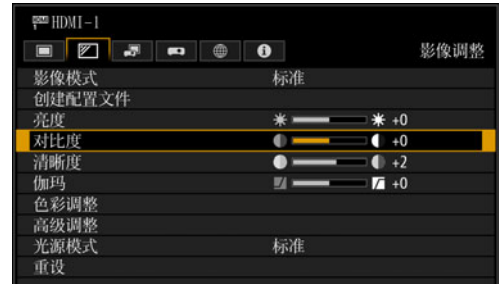 HDMI-1
影像调整
影像模式 标准
创建配置文件
亮度 +0
对比度 +0
清晰度 +2
伽玛 +0
色彩调整
高级调整
光源模式 标准
重设